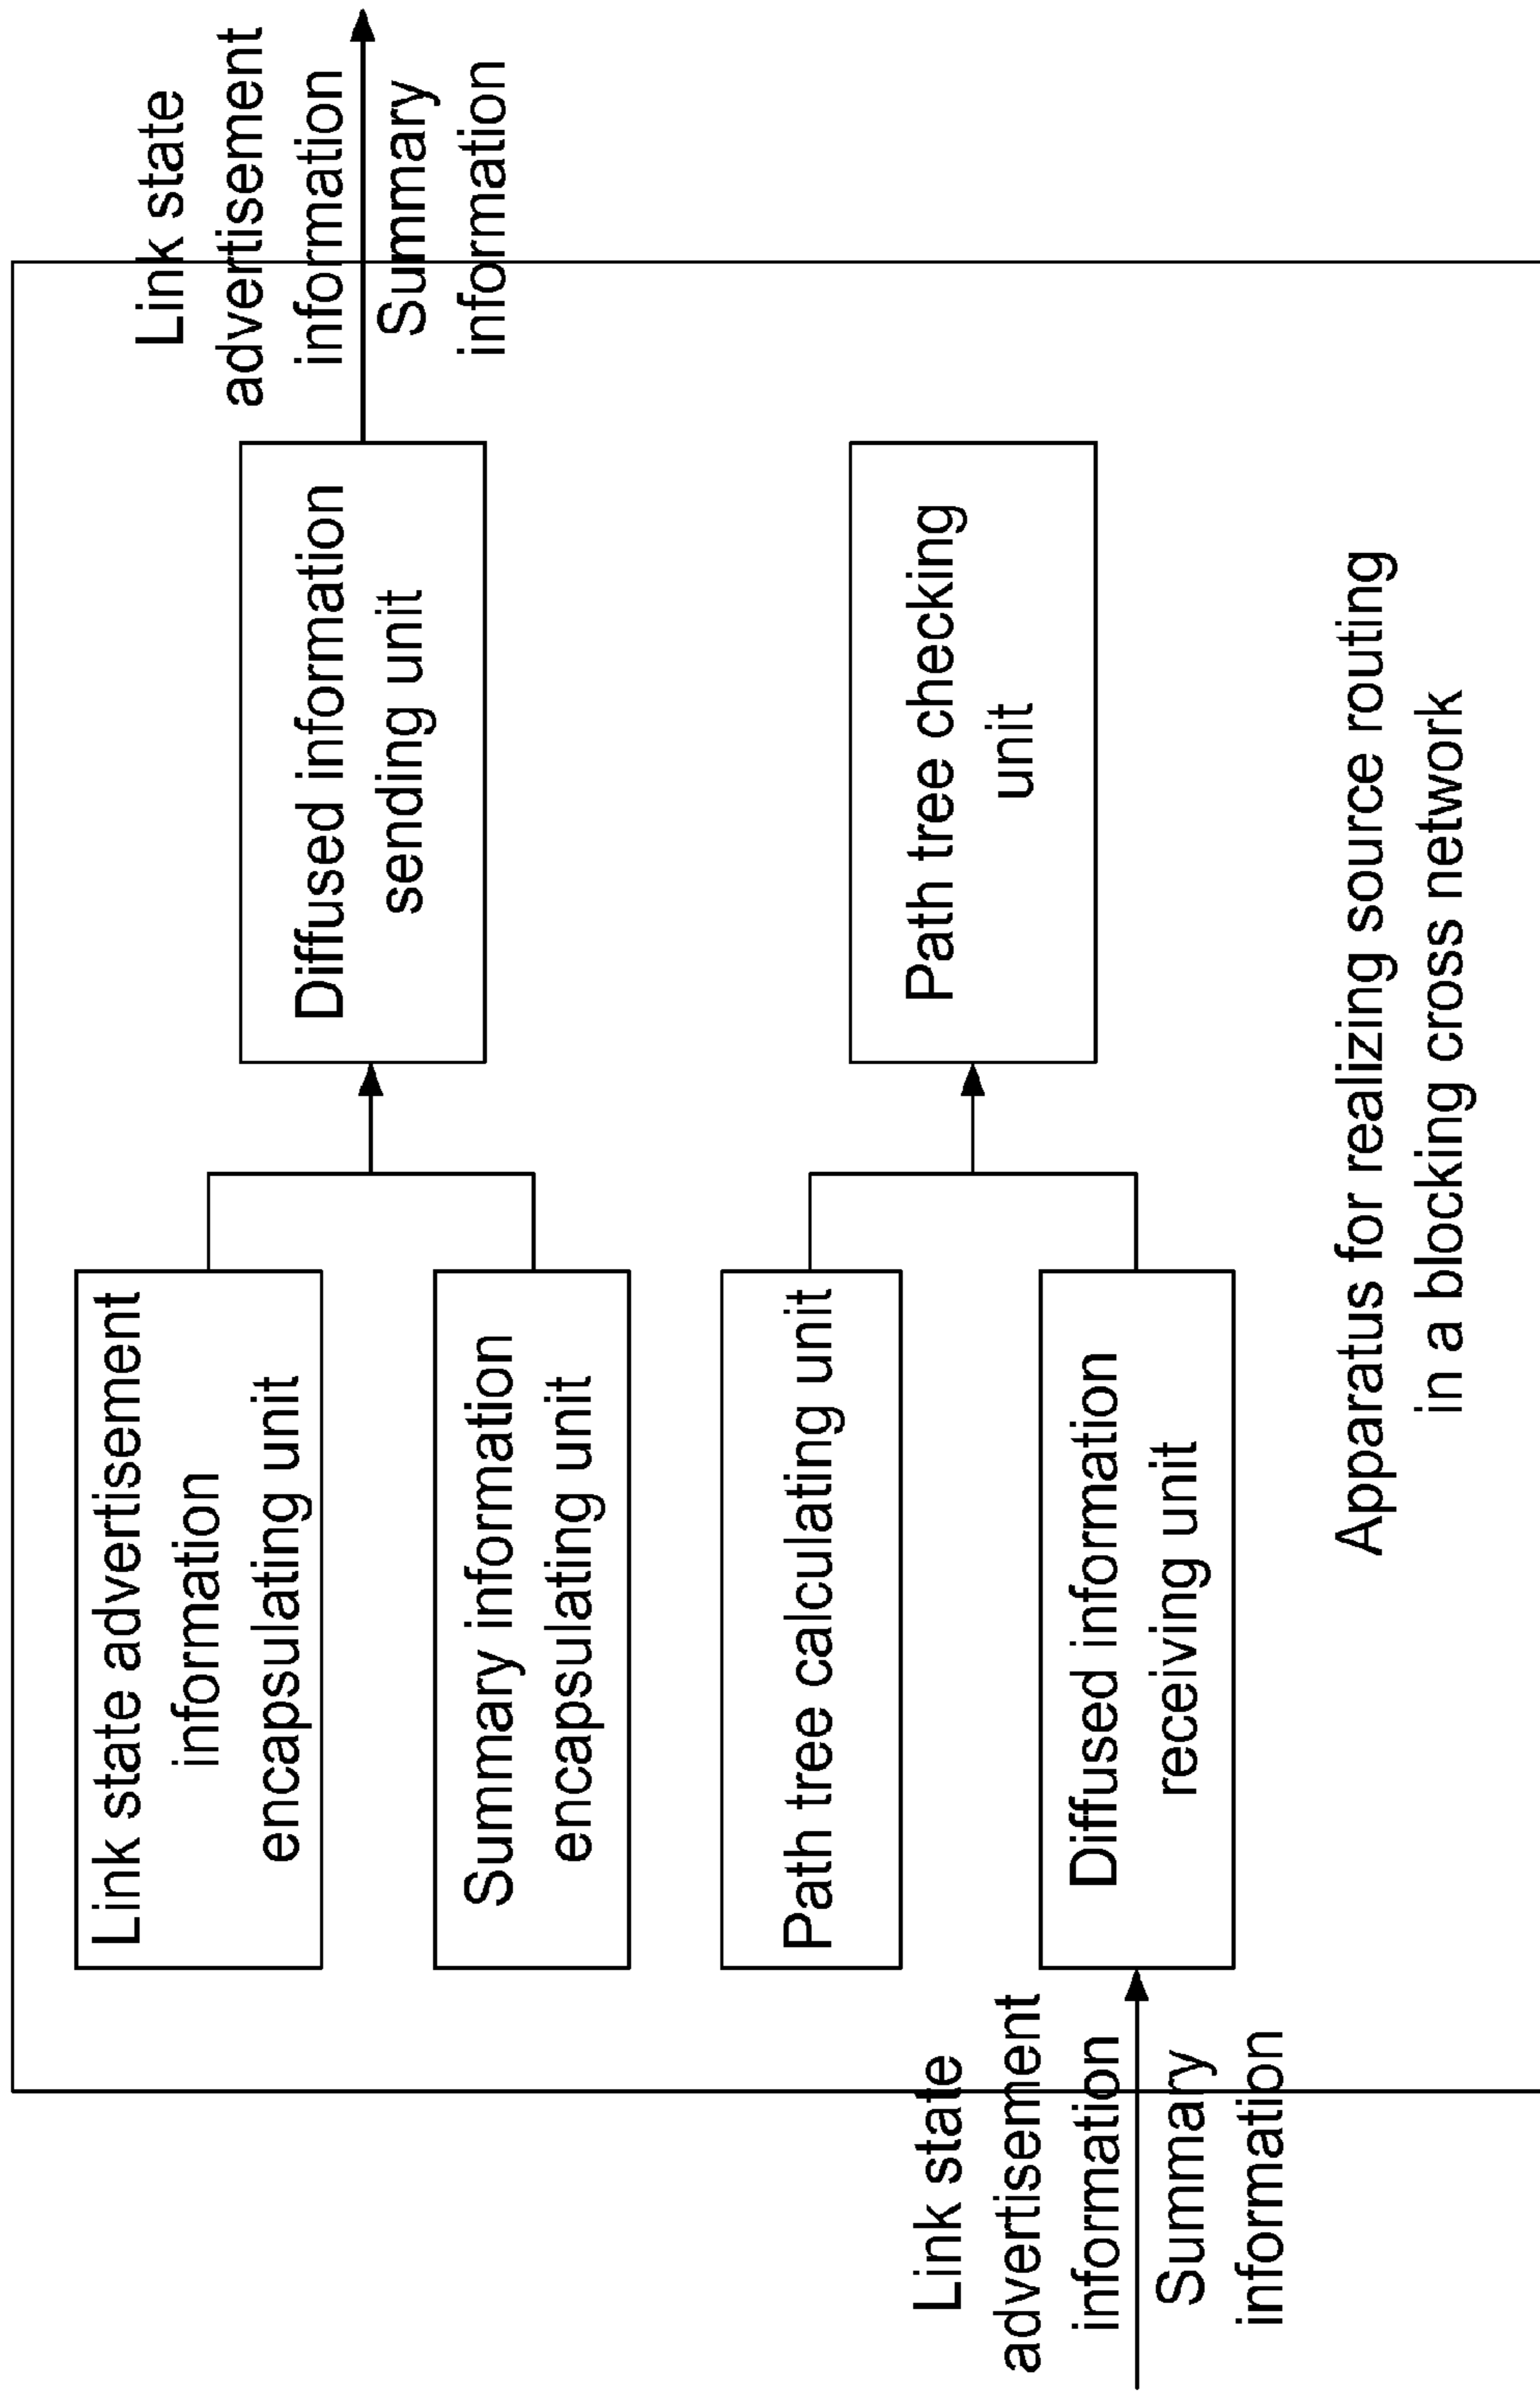 Link state advertisement
information
encapsulating unit
Summary information
encapsulating unit
Diffused information
sending unit
Link state
advertisement
information
Summary
information
Path tree calculating unit
Path tree checking
unit
Link state
advertisement
information
Summary
information
Diffused information
receiving unit
Apparatus for realizing source routing
in a blocking cross network